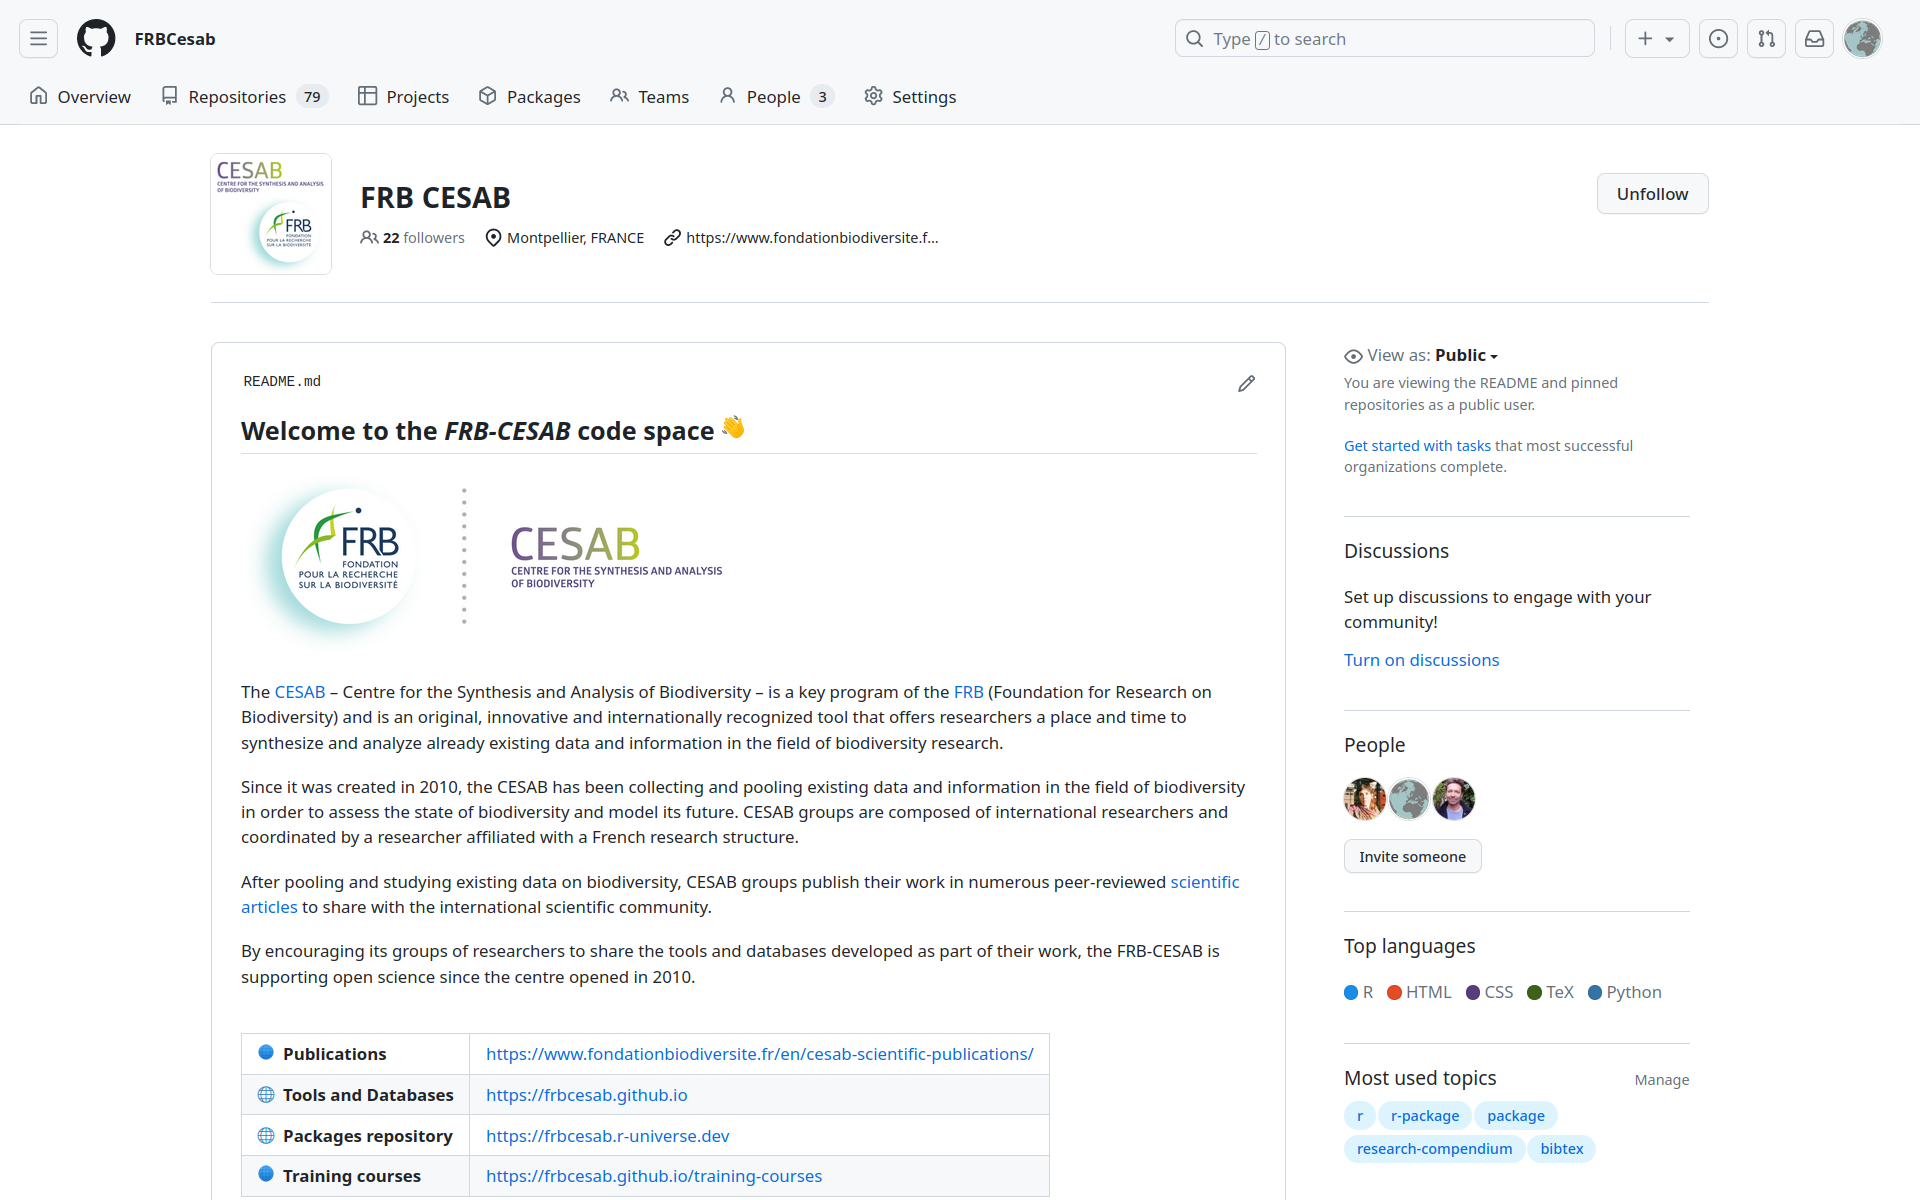 FRBCesab
Type / to search
Overview
Repositories 79
Projects
Packages
Teams
People 3
Settings
CESAB
CENTRE FOR THE SYNTHESIS AND ANALYSIS
OF BIODIVERSITY
FRB
FONDATION
POUR LA RECHERCHE
SUR LA BIODIVERSITÉ
FRB CESAB
22 followers
Montpellier, FRANCE
https://www.fondationbiodiversite.f...
Unfollow
README.md
Welcome to the FRB-CESAB code space 👋
FRB
FONDATION
POUR LA RECHERCHE
SUR LA BIODIVERSITÉ
CESAB
CENTRE FOR THE SYNTHESIS AND ANALYSIS
OF BIODIVERSITY
The CESAB – Centre for the Synthesis and Analysis of Biodiversity – is a key program of the FRB (Foundation for Research on
Biodiversity) and is an original, innovative and internationally recognized tool that offers researchers a place and time to
synthesize and analyze already existing data and information in the field of biodiversity research.
Since it was created in 2010, the CESAB has been collecting and pooling existing data and information in the field of biodiversity
in order to assess the state of biodiversity and model its future. CESAB groups are composed of international researchers and
coordinated by a researcher affiliated with a French research structure.
After pooling and studying existing data on biodiversity, CESAB groups publish their work in numerous peer-reviewed scientific
articles to share with the international scientific community.
By encouraging its groups of researchers to share the tools and databases developed as part of their work, the FRB-CESAB is
supporting open science since the centre opened in 2010.
Publications https://www.fondationbiodiversite.fr/en/cesab-scientific-publications/
Tools and Databases https://frbcesab.github.io
Packages repository https://frbcesab.r-universe.dev
Training courses https://frbcesab.github.io/training-courses
View as: Public
You are viewing the README and pinned
repositories as a public user.
Get started with tasks that most successful
organizations complete.
Discussions
Set up discussions to engage with your
community!
Turn on discussions
People
Invite someone
Top languages
R HTML CSS TeX Python
Most used topics
Manage
r r-package package
research-compendium bibtex